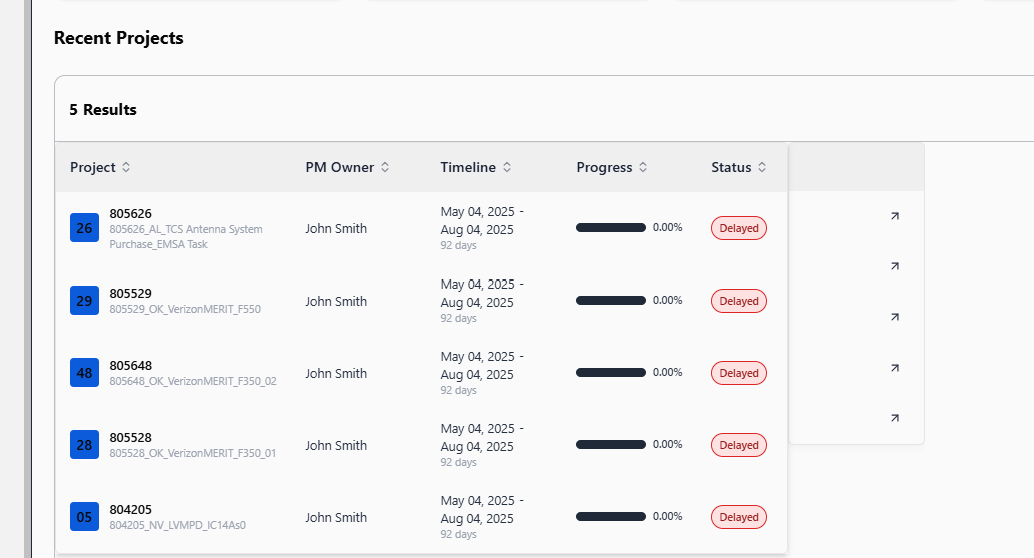 Recent Projects
5 Results
Project PM Owner Timeline Progress Status
26 805626
805626_AL_TCS Antenna System
Purchase_EMSA Task
John Smith
May 04, 2025 -
Aug 04, 2025
92 days
0.00%
Delayed
29 805529
805529_OK_VerizonMERIT_F550
John Smith
May 04, 2025 -
Aug 04, 2025
92 days
0.00%
Delayed
48 805648
805648_OK_VerizonMERIT_F350_02
John Smith
May 04, 2025 -
Aug 04, 2025
92 days
0.00%
Delayed
28 805528
805528_OK_VerizonMERIT_F350_01
John Smith
May 04, 2025 -
Aug 04, 2025
92 days
0.00%
Delayed
05 804205
804205_NV_LVMPD_IC14As0
John Smith
May 04, 2025 -
Aug 04, 2025
92 days
0.00%
Delayed